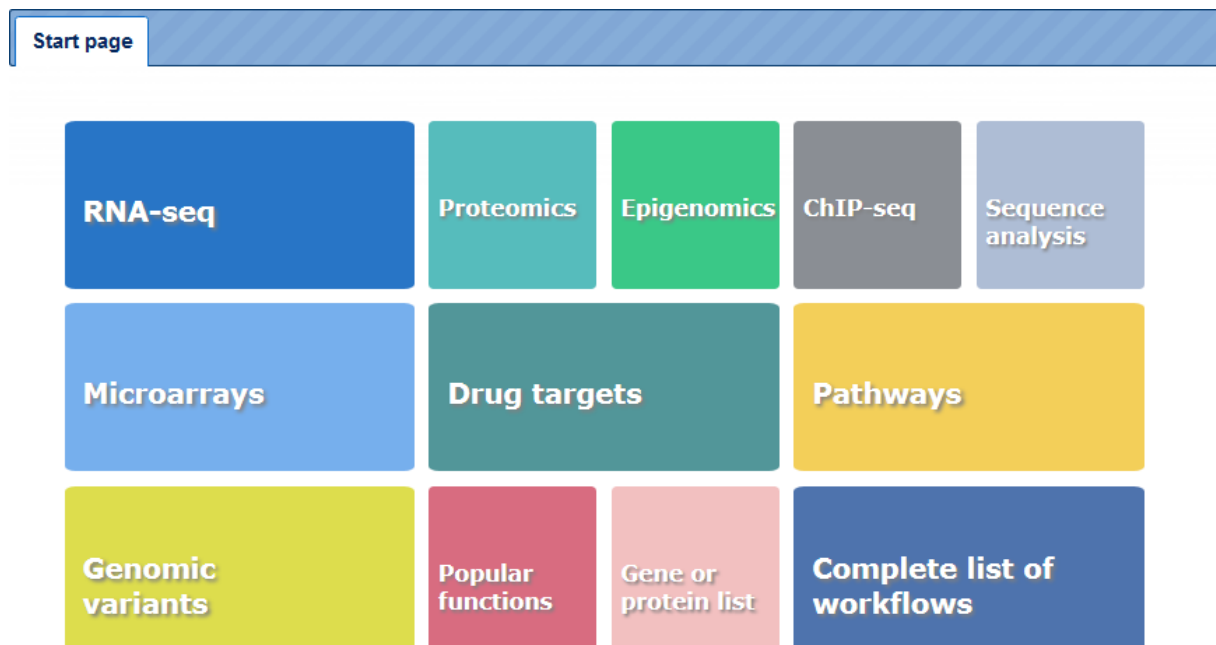 Start page
RNA-seq
Proteomics
Epigenomics
ChIP-seq
Sequence
analysis
Microarrays
Drug targets
Pathways
Genomic
variants
Popular
functions
Gene or
protein list
Complete list of
workflows